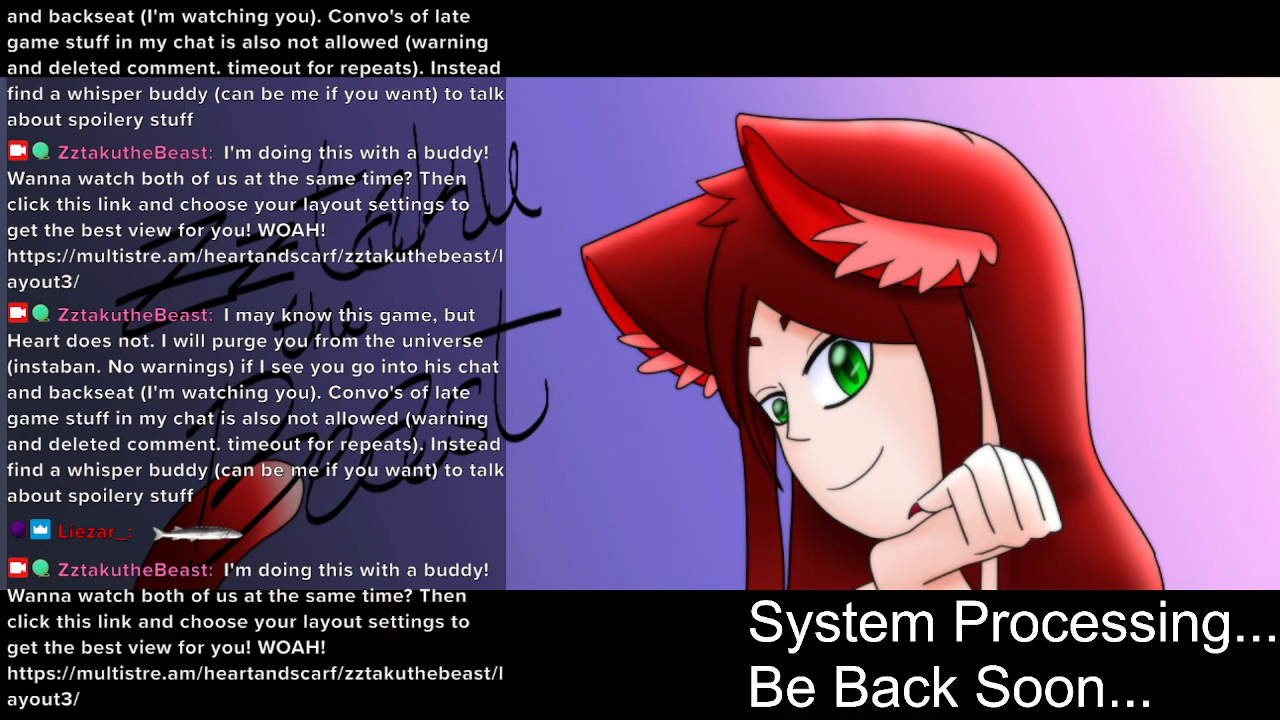 and backseat (I'm watching you). Convo's of late
game stuff in my chat is also not allowed (warning
and deleted comment. timeout for repeats). Instead
find a whisper buddy (can be me if you want) to talk
about spoilery stuff
ZztakutheBeast: I'm doing this with a buddy!
Wanna watch both of us at the same time? Then
click this link and choose your layout settings to
get the best view for you! WOAH!
https://multistre.am/heartandscarf/zztakuthebeast/l
ayout3/
ZztakutheBeast: I may know this game, but
Heart does not. I will purge you from the universe
(instaban. No warnings) if I see you go into his chat
and backseat (I'm watching you). Convo's of late
game stuff in my chat is also not allowed (warning
and deleted comment. timeout for repeats). Instead
find a whisper buddy (can be me if you want) to talk
about spoilery stuff
Liezar_:
ZztakutheBeast: I'm doing this with a buddy!
Wanna watch both of us at the same time? Then
click this link and choose your layout settings to
get the best view for you! WOAH!
https://multistre.am/heartandscarf/zztakuthebeast/l
ayout3/
Zztaku
the
Beast
System Processing...
Be Back Soon...